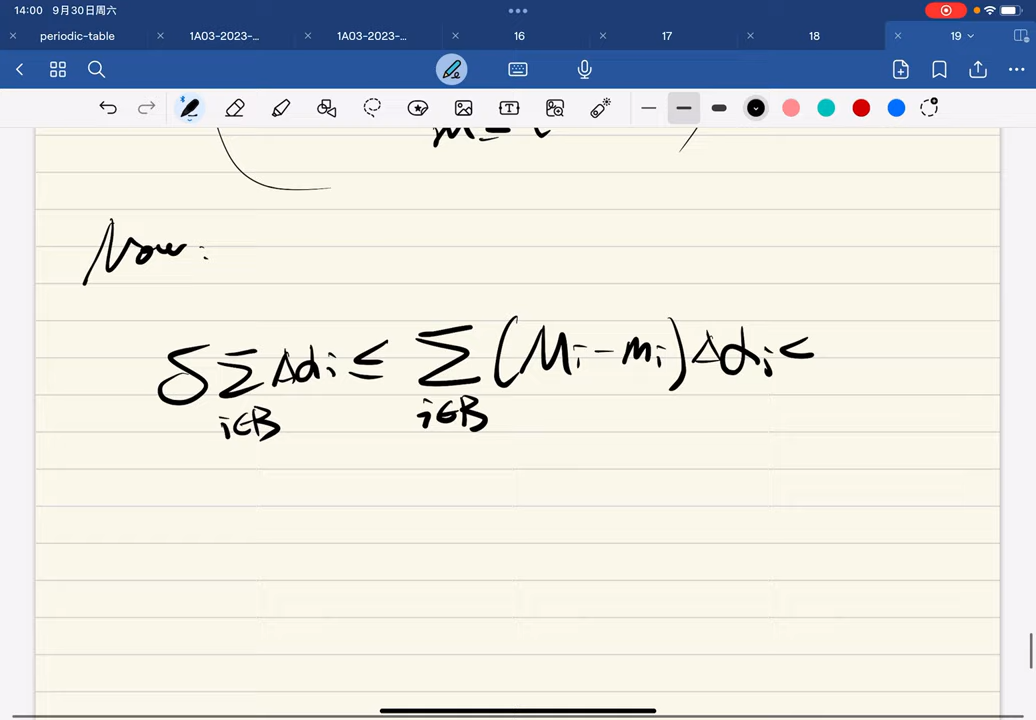 14:00 9月30日周六
periodic-table 1A03-2023-... 1A03-2023-... 16 17 18 19
Now:
δ Σ Δαi ≤ Σ (Mi - mi) Δαi <
i∈B i∈B